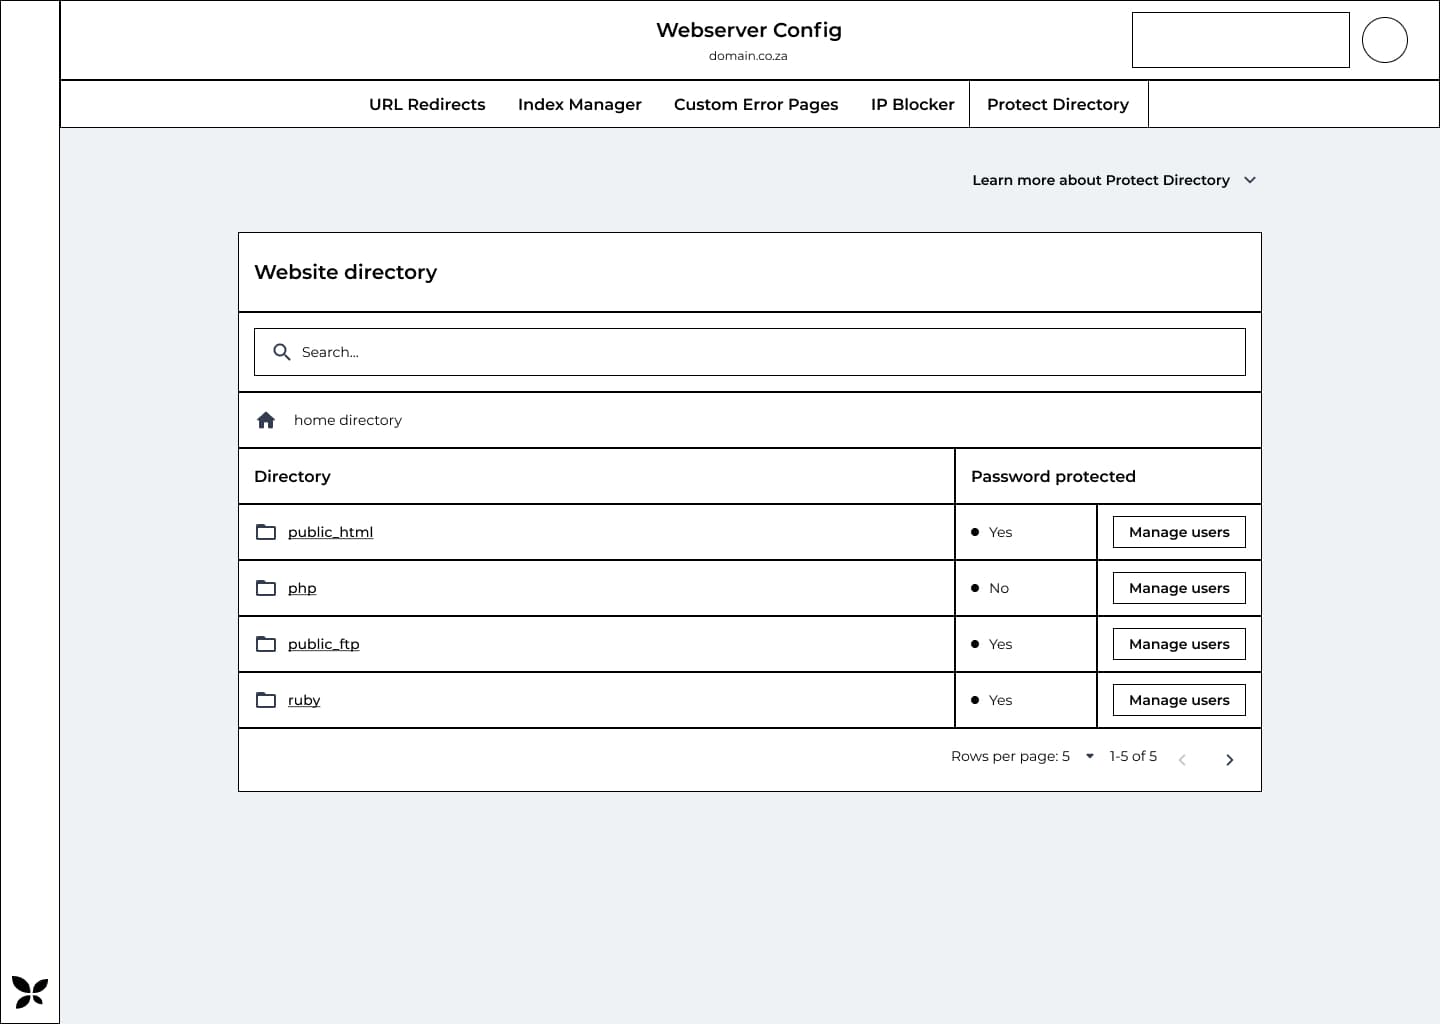 Webserver Config
domain.co.za
URL Redirects Index Manager Custom Error Pages IP Blocker Protect Directory
Learn more about Protect Directory
Website directory
Search...
home directory
Directory Password protected
public_html Yes Manage users
php No Manage users
public_ftp Yes Manage users
ruby Yes Manage users
Rows per page: 5 1-5 of 5